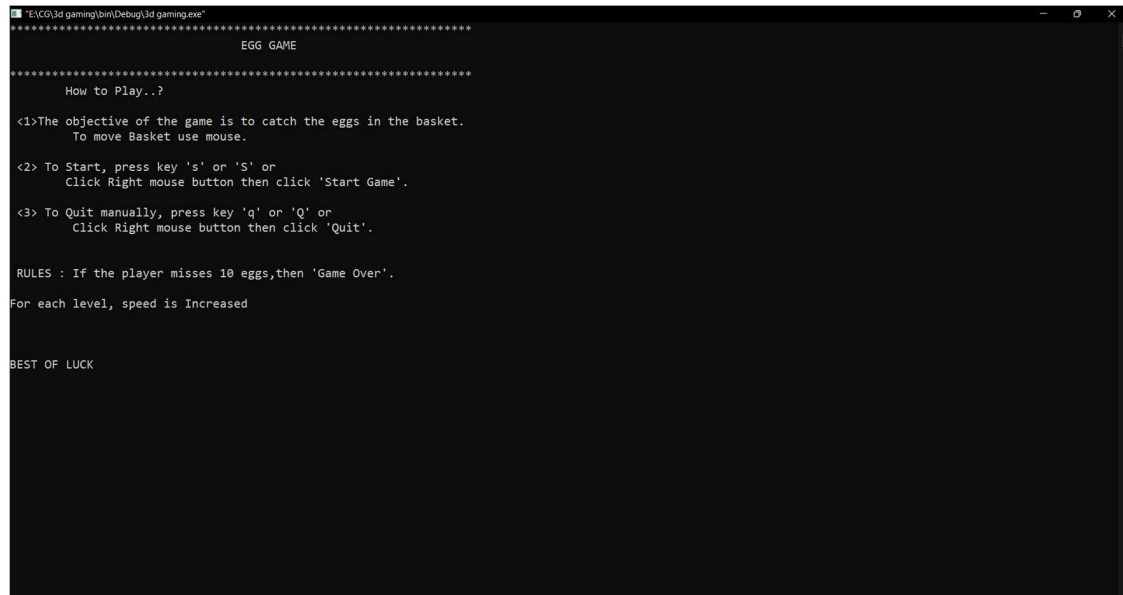 "E:\CG\3d gaming\bin\Debug\3d gaming.exe"
******************************************************************
EGG GAME
******************************************************************
How to Play..?
<1>The objective of the game is to catch the eggs in the basket.
To move Basket use mouse.
<2> To Start, press key 's' or 'S' or
Click Right mouse button then click 'Start Game'.
<3> To Quit manually, press key 'q' or 'Q' or
Click Right mouse button then click 'Quit'.
RULES : If the player misses 10 eggs,then 'Game Over'.
For each level, speed is Increased
BEST OF LUCK